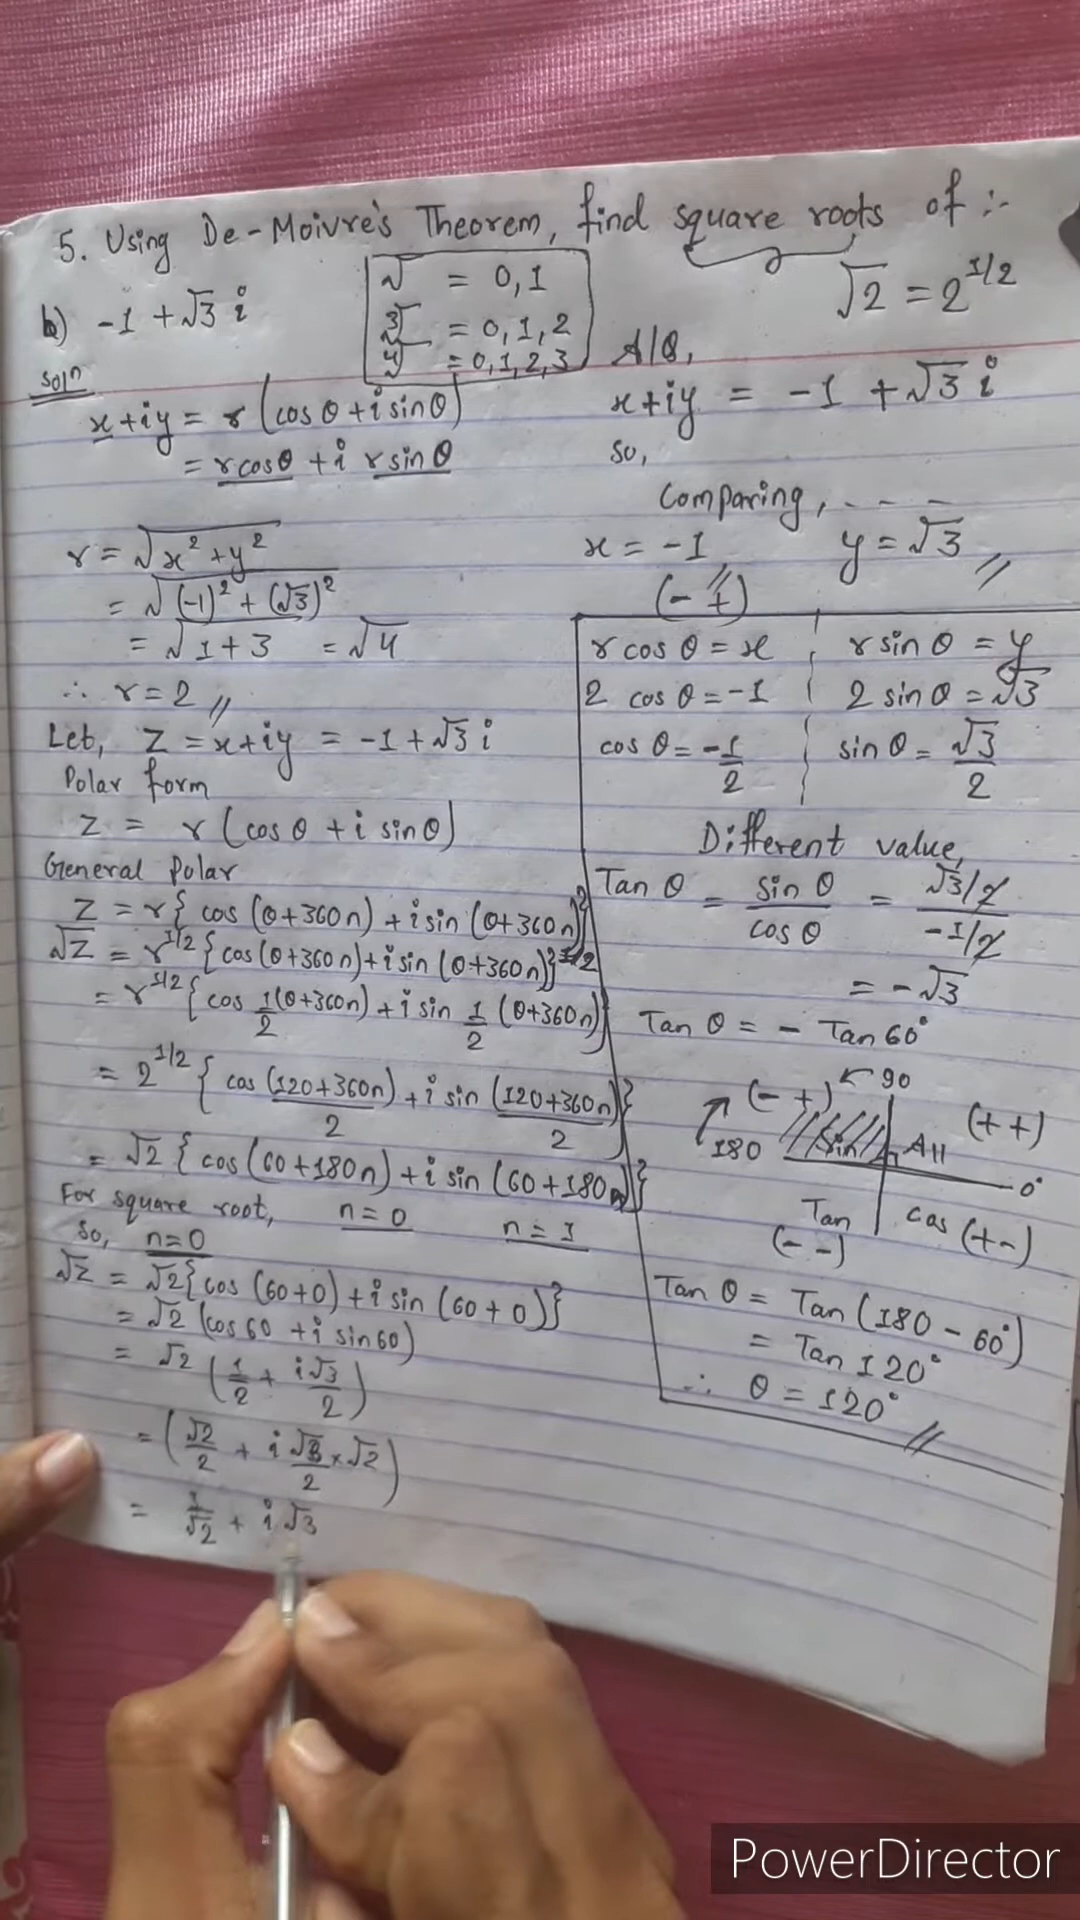 5. Using De-Moivre's Theorem, find square roots of :-
b) -1 + √3 i
√ = 0, 1
∛ = 0, 1, 2
∜ = 0, 1, 2, 3
√2 = 2^1/2
Solⁿ
x+iy = r (cos θ + i sin θ)
= r cos θ + i r sin θ
r = √x² + y²
= √(-1)² + (√3)²
= √1+3 = √4
∴ r = 2 //
Let, Z = x+iy = -1 + √3 i
Polar form
Z = r (cos θ + i sin θ)
General Polar
Z = r { cos (θ+360n) + i sin (θ+360n)}
√Z = r^1/2 {cos (θ+360n) + i sin (θ+360n)}^1/2
= r^1/2 {cos 1/2 (θ+360n) + i sin 1/2 (θ+360n)}
= 2^1/2 { cos (120+360n)/2 + i sin (120+360n)/2 }
= √2 { cos (60+180n) + i sin (60+180n)}
For square root, n=0 n=1
So, n=0
√Z = √2{cos (60+0) + i sin (60+0)}
= √2 (cos 60 + i sin 60)
= √2 (1/2 + i√3/2)
= (√2/2 + i √3/2 × √2)
= 1/√2 + i √3
A/Q,
x+iy = -1 + √3 i
so,
Comparing, - - -
x = -1 // y = √3 //
(- +)
r cos θ = x r sin θ = y
2 cos θ = -1 2 sin θ = √3
cos θ = -1/2 sin θ = √3/2
Different value,
Tan θ = sin θ/cos θ = √3/2 / -1/2
= -√3
Tan θ = - Tan 60°
(- +) 90
(+ +)
180 Sin All
0°
Tan cos (+ -)
(- -)
Tan θ = Tan (180 - 60°)
= Tan 120°
∴ θ = 120° //
PowerDirector